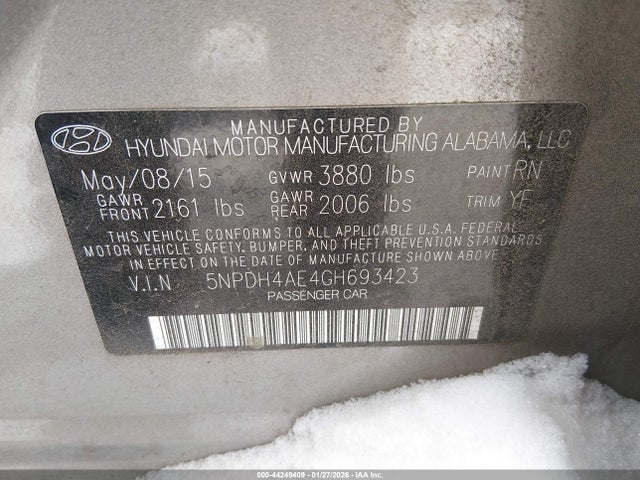 MANUFACTURED BY
HYUNDAI MOTOR MANUFACTURING ALABAMA, LLC
May/08/15 GVWR 3880 lbs PAINT RN
GAWR FRONT 2161 lbs GAWR REAR 2006 lbs TRIM YF
THIS VEHICLE CONFORMS TO ALL APPLICABLE U.S.A. FEDERAL
MOTOR VEHICLE SAFETY, BUMPER, AND THEFT PREVENTION STANDARDS
IN EFFECT ON THE DATE OF MANUFACTURE SHOWN ABOVE.
V.I.N 5NPDH4AE4GH693423
PASSENGER CAR
000-44249409 - 01/27/2026 - IAAI.COM